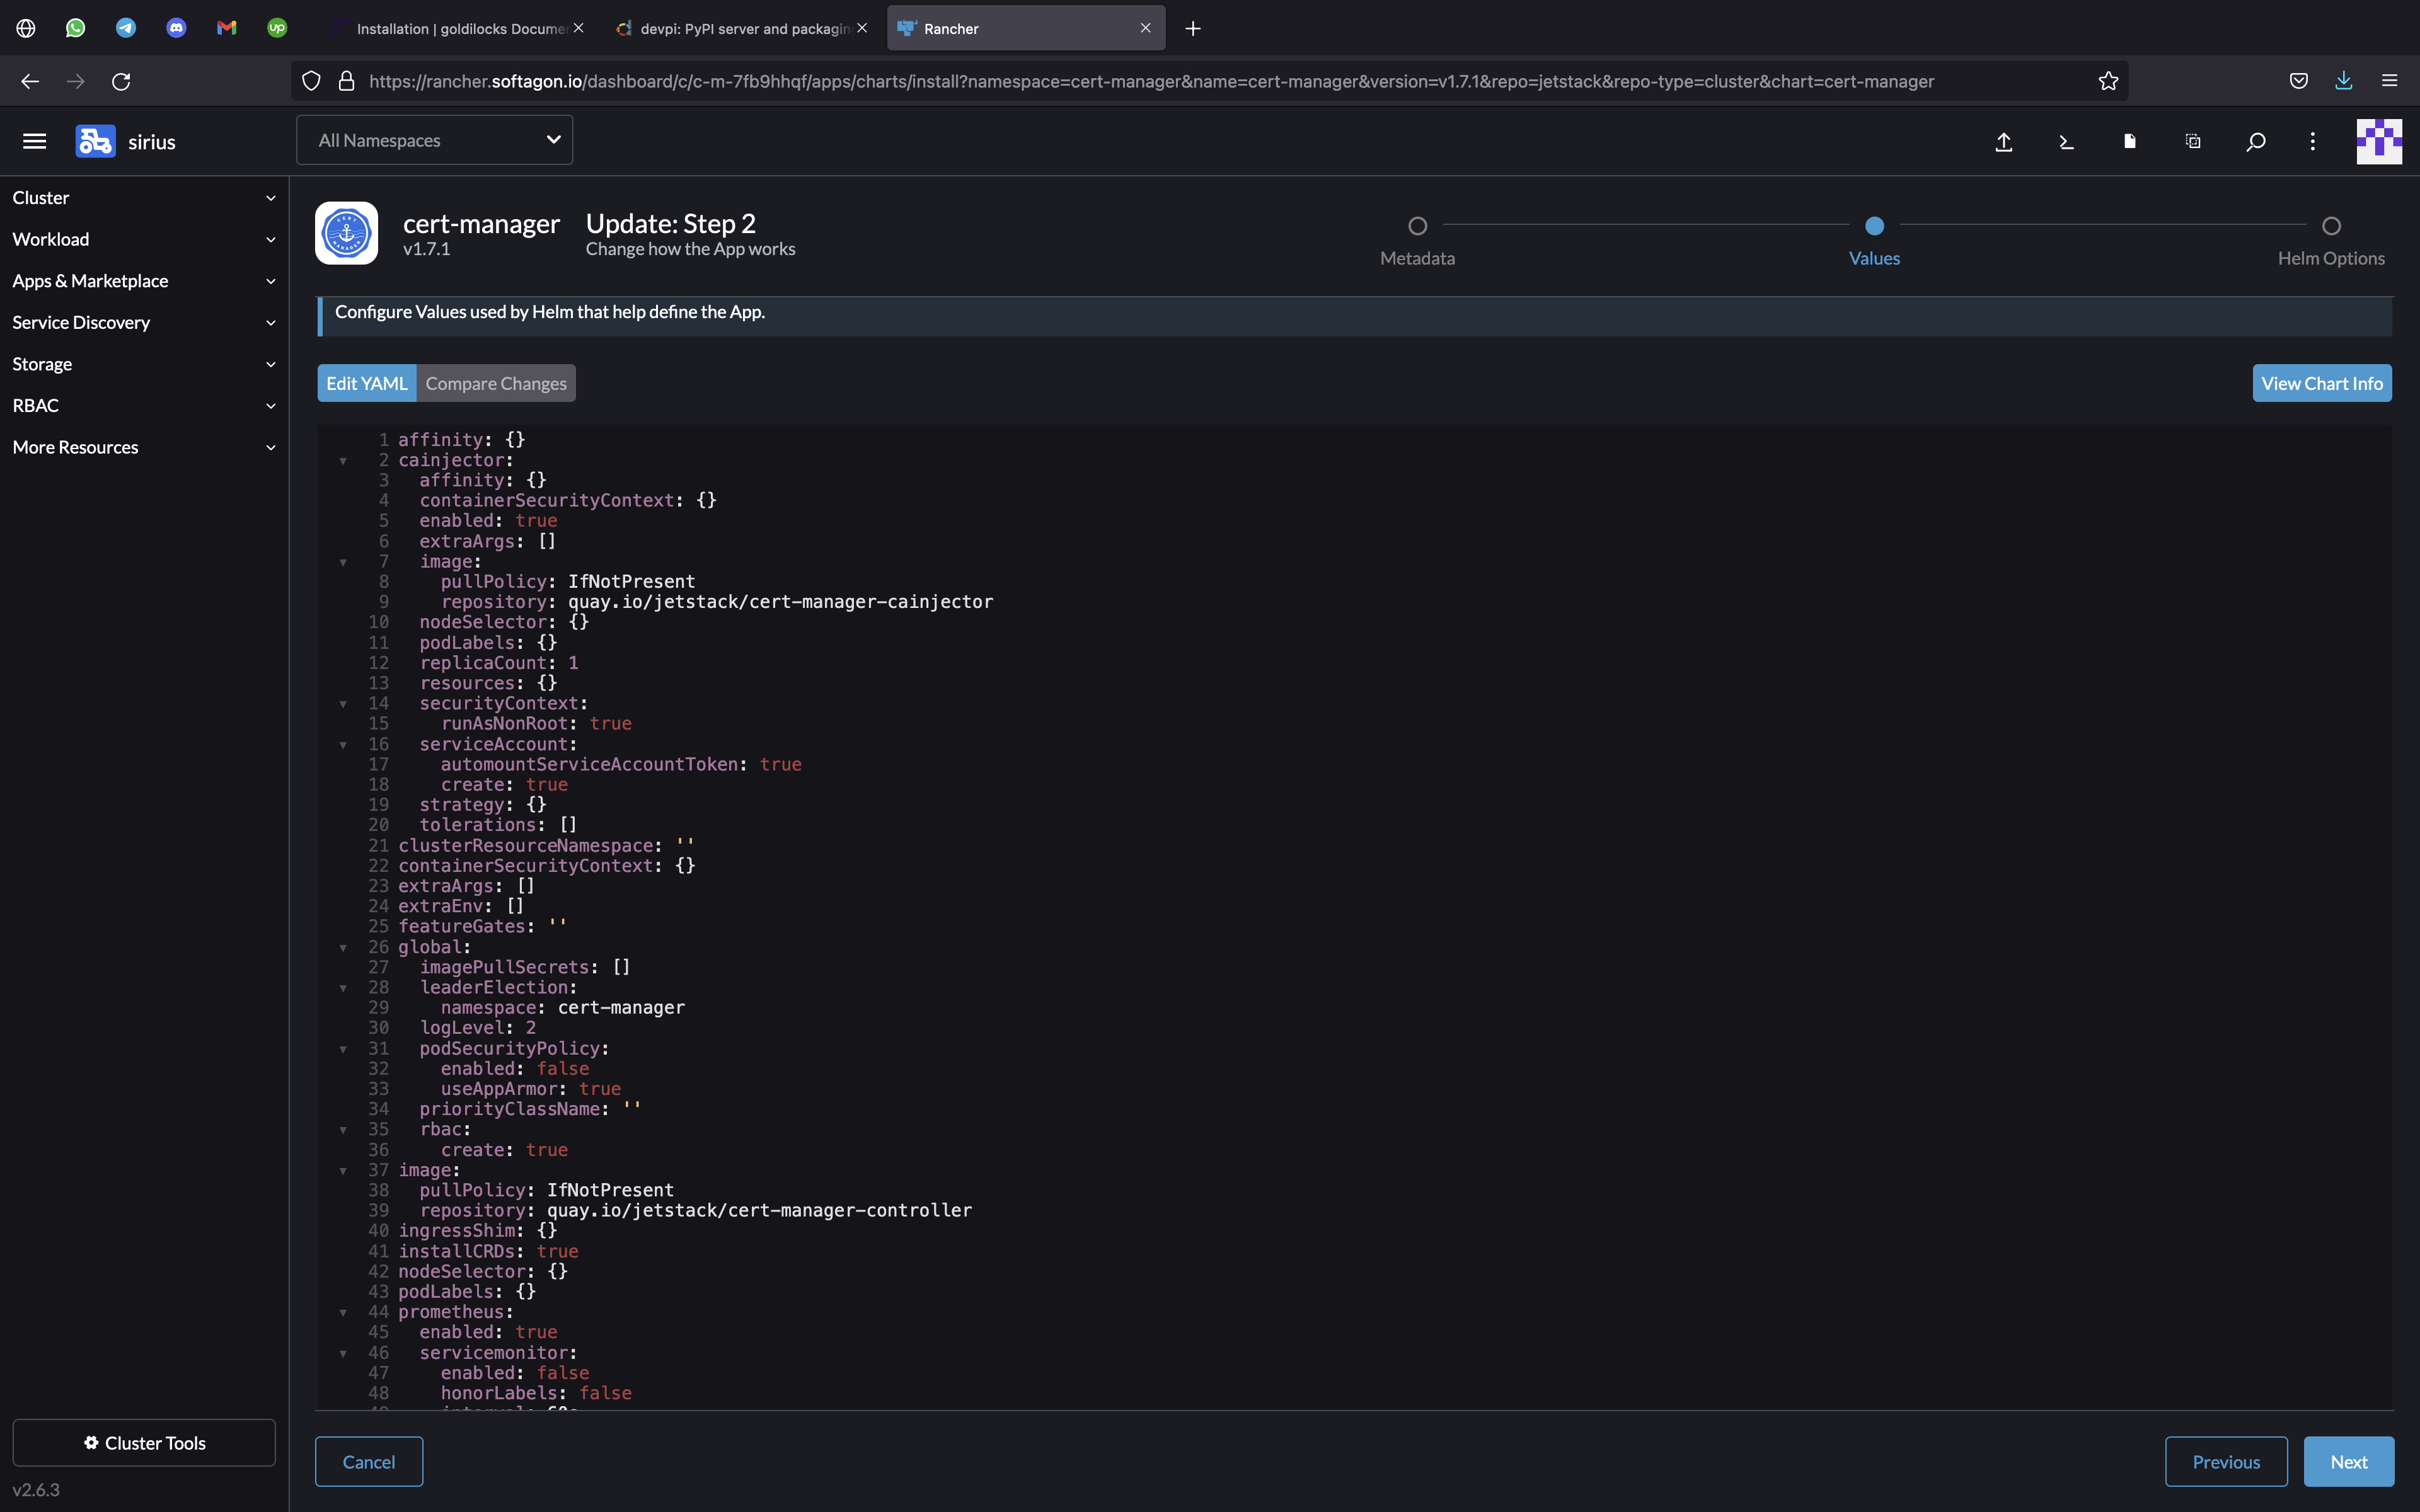 Installation | goldilocks Docume
devpi: PyPI server and packagin
Rancher
https://rancher.softagon.io/dashboard/c/c-m-7fb9hhqf/apps/charts/install?namespace=cert-manager&name=cert-manager&version=v1.7.1&repo=jetstack&repo-type=cluster&chart=cert-manager
sirius
All Namespaces
Cluster
Workload
Apps & Marketplace
Service Discovery
Storage
RBAC
More Resources
cert-manager
v1.7.1
Update: Step 2
Change how the App works
Metadata
Values
Helm Options
Configure Values used by Helm that help define the App.
Edit YAML
Compare Changes
View Chart Info
1 affinity: {}
2 cainjector:
3   affinity: {}
4   containerSecurityContext: {}
5   enabled: true
6   extraArgs: []
7   image:
8     pullPolicy: IfNotPresent
9     repository: quay.io/jetstack/cert-manager-cainjector
10   nodeSelector: {}
11   podLabels: {}
12   replicaCount: 1
13   resources: {}
14   securityContext:
15     runAsNonRoot: true
16   serviceAccount:
17     automountServiceAccountToken: true
18     create: true
19   strategy: {}
20   tolerations: []
21 clusterResourceNamespace: ''
22 containerSecurityContext: {}
23 extraArgs: []
24 extraEnv: []
25 featureGates: ''
26 global:
27   imagePullSecrets: []
28   leaderElection:
29     namespace: cert-manager
30   logLevel: 2
31   podSecurityPolicy:
32     enabled: false
33     useAppArmor: true
34   priorityClassName: ''
35   rbac:
36     create: true
37 image:
38   pullPolicy: IfNotPresent
39   repository: quay.io/jetstack/cert-manager-controller
40 ingressShim: {}
41 installCRDs: true
42 nodeSelector: {}
43 podLabels: {}
44 prometheus:
45   enabled: true
46   servicemonitor:
47     enabled: false
48     honorLabels: false
Cluster Tools
v2.6.3
Cancel
Previous
Next